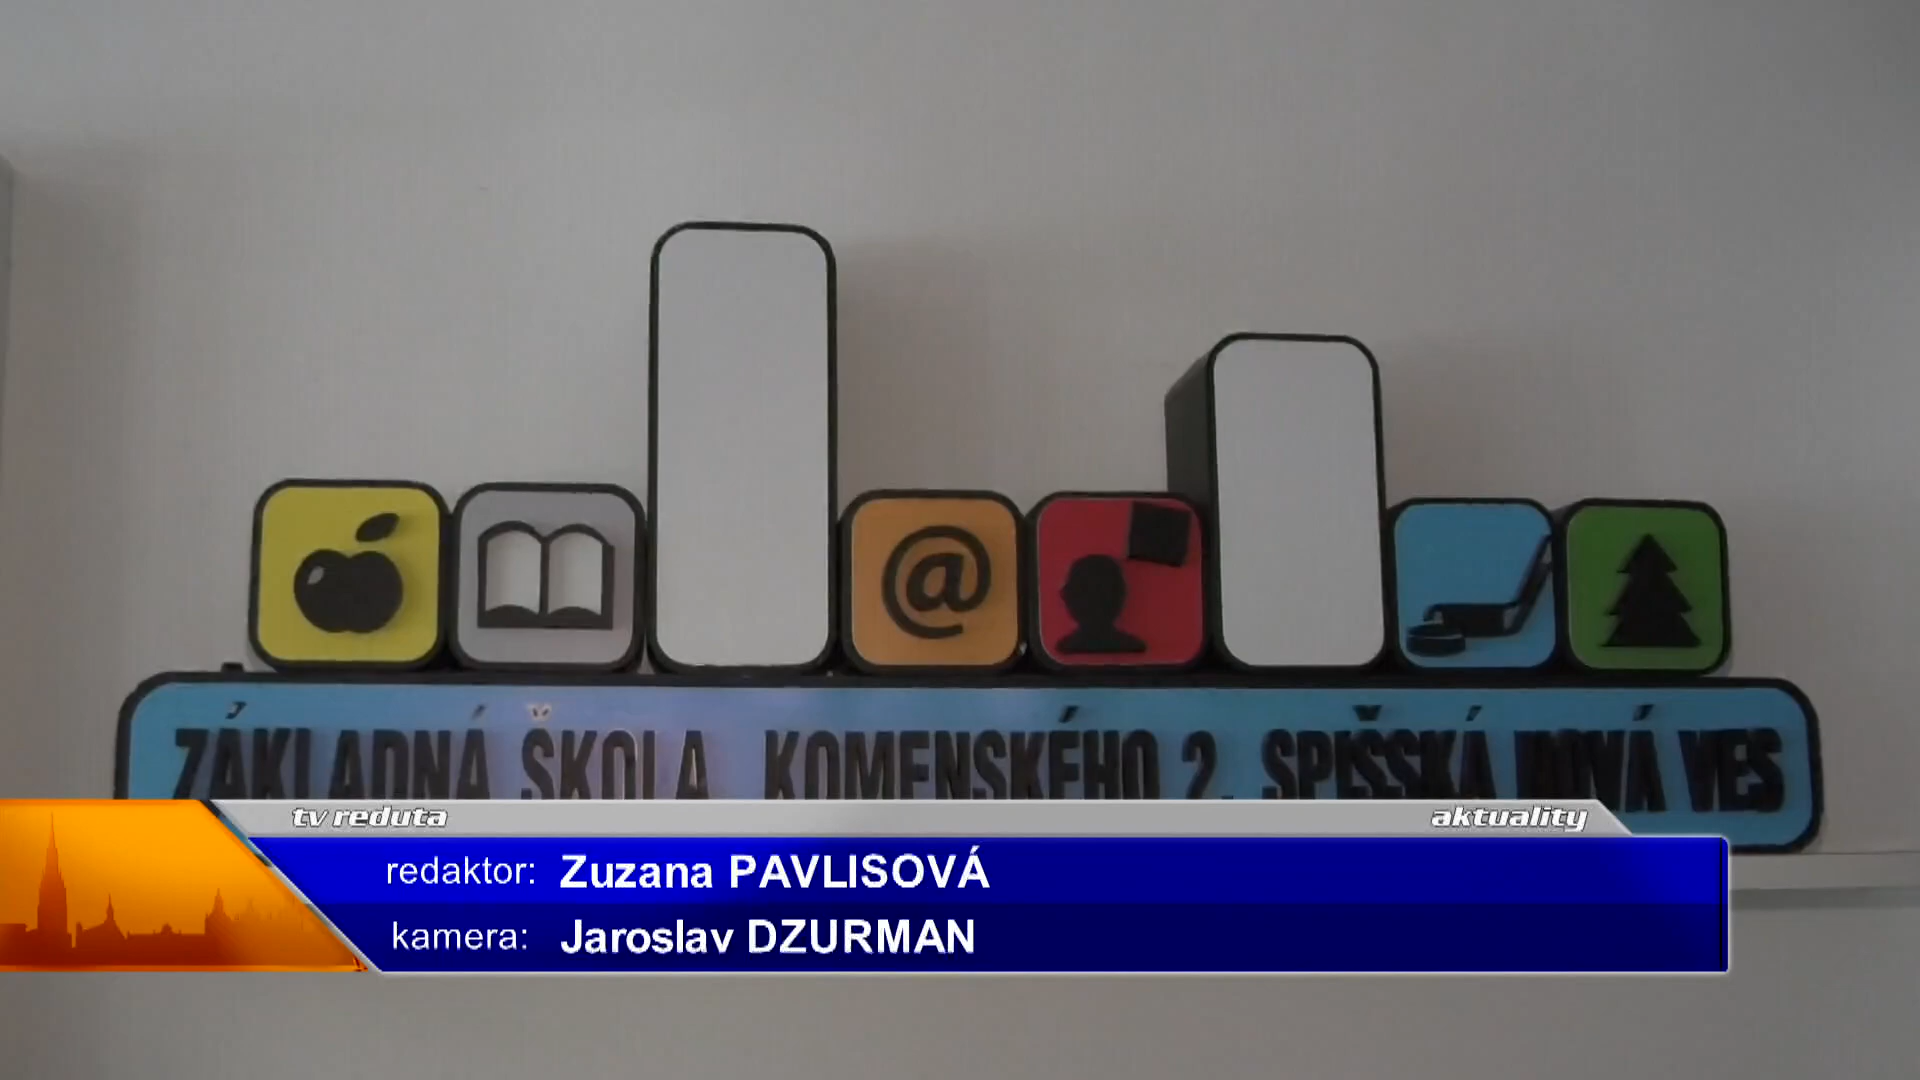 @
ZÁKLADNÁ ŠKOLA, KOMENSKÉHO 2, SPIŠSKÁ NOVÁ VES
tv reduta aktuality
redaktor: Zuzana PAVLISOVÁ
kamera: Jaroslav DZURMAN